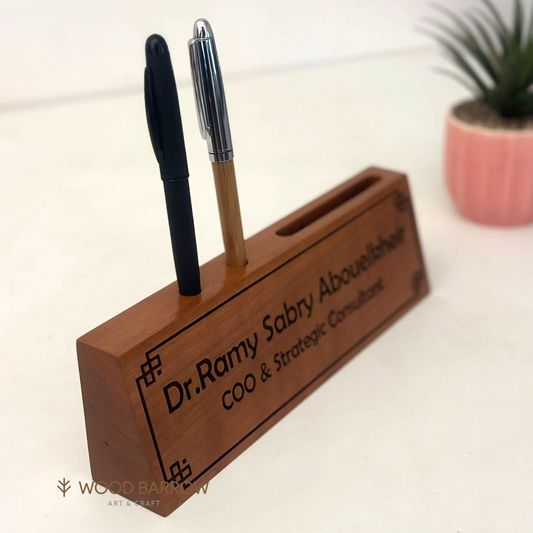 Dr.Ramy Sabry Abouelkheir
COO & Strategic Consultant
WOOD BARROW
ART & CRAFT